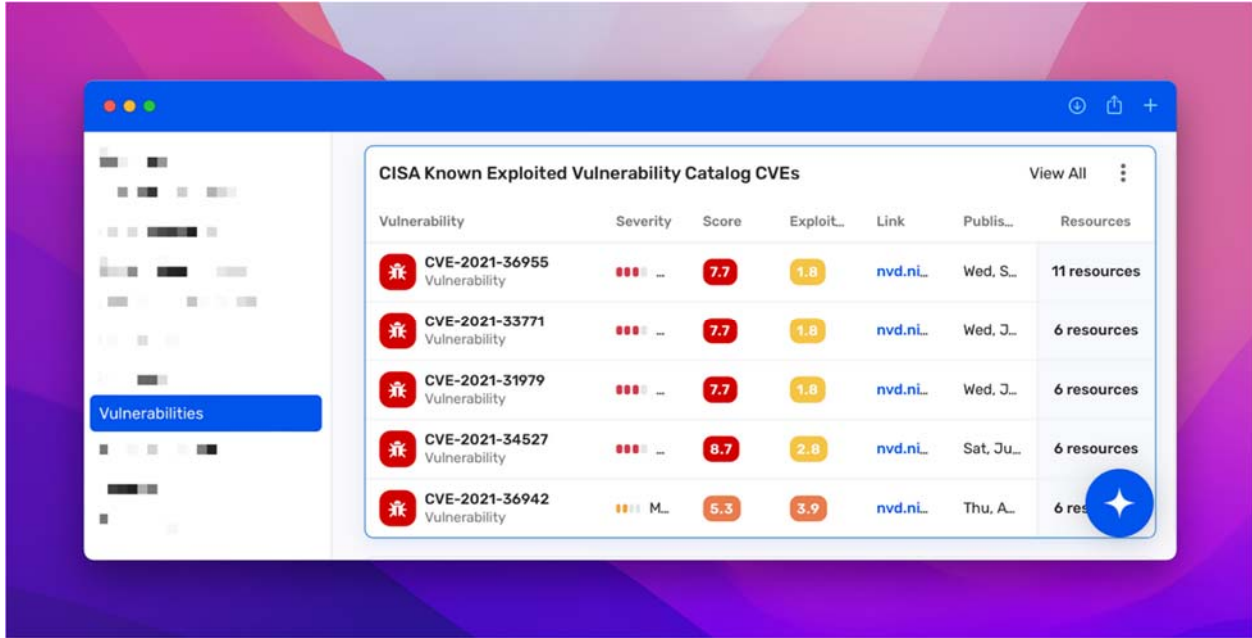 CISA Known Exploited Vulnerability Catalog CVEs View All
Vulnerability Severity Score Exploit... Link Publis... Resources
CVE-2021-36955
Vulnerability
... 7.7 1.8 nvd.ni... Wed, S... 11 resources
CVE-2021-33771
Vulnerability
... 7.7 1.8 nvd.ni... Wed, J... 6 resources
CVE-2021-31979
Vulnerability
... 7.7 1.8 nvd.ni... Wed, J... 6 resources
Vulnerabilities
CVE-2021-34527
Vulnerability
... 8.7 2.8 nvd.ni... Sat, Ju... 6 resources
CVE-2021-36942
Vulnerability
M... 5.3 3.9 nvd.ni... Thu, A... 6 res